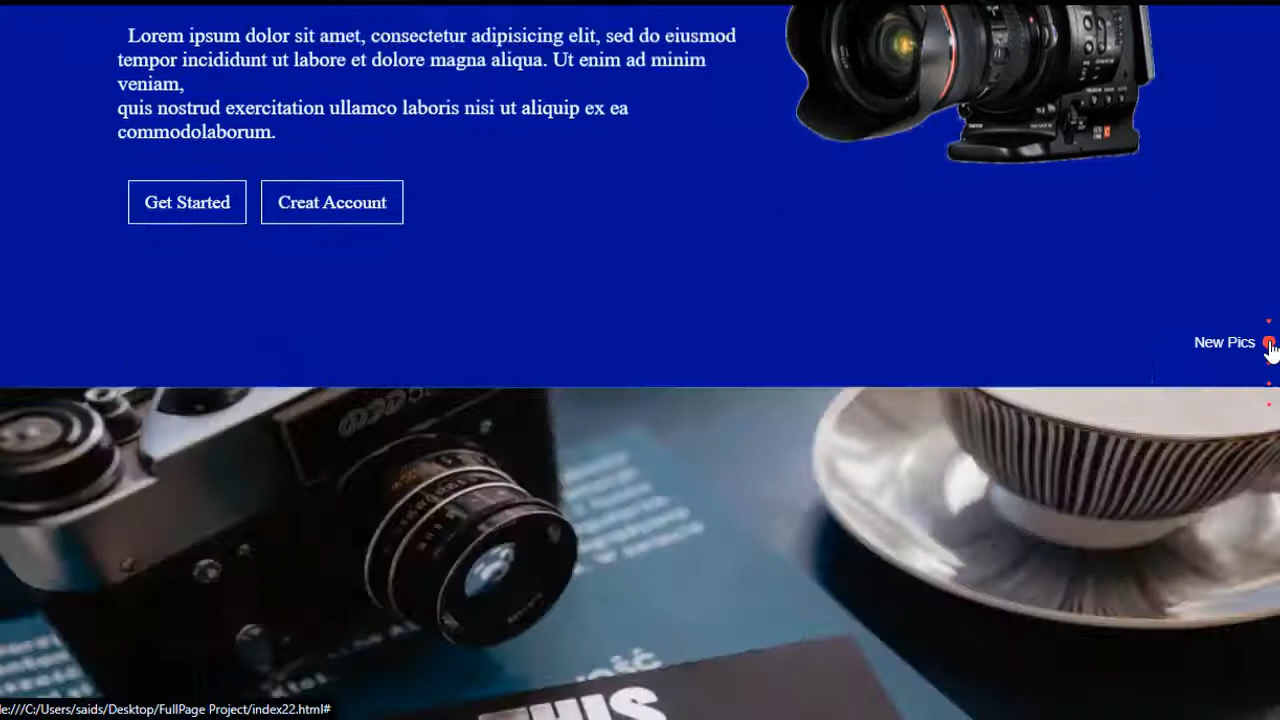 Lorem ipsum dolor sit amet, consectetur adipisicing elit, sed do eiusmod
tempor incididunt ut labore et dolore magna aliqua. Ut enim ad minim
veniam,
quis nostrud exercitation ullamco laboris nisi ut aliquip ex ea
commodolaborum.
Get Started
Creat Account
New Pics
THIS
le:///C:/Users/saids/Desktop/FullPage Project/index22.html#